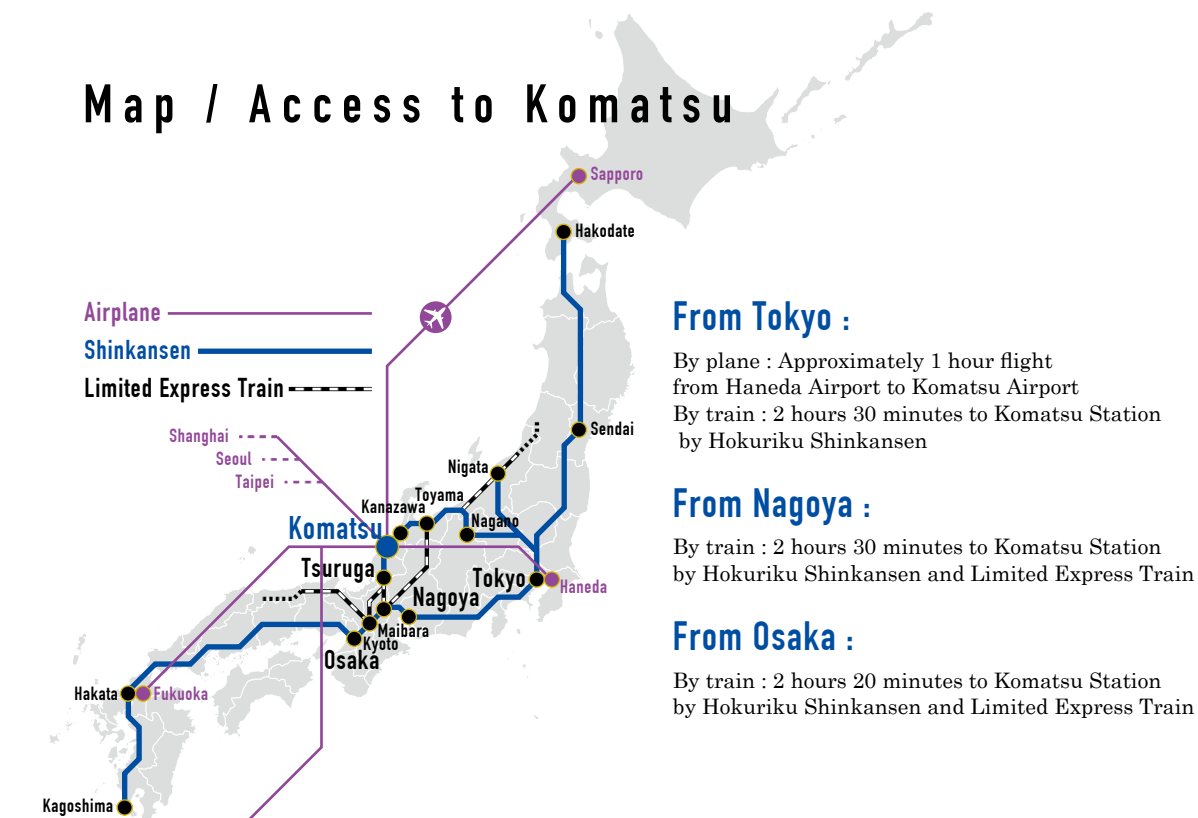 Map / Access to Komatsu
Sapporo
Hakodate
Airplane
Shinkansen
Limited Express Train
Shanghai
Seoul
Taipei
Sendai
Nigata
Toyama
Kanazawa
Nagano
Komatsu
Tsuruga
Tokyo
Haneda
Nagoya
Maibara
Kyoto
Osaka
Hakata
Fukuoka
Kagoshima
From Tokyo :
By plane : Approximately 1 hour flight
from Haneda Airport to Komatsu Airport
By train : 2 hours 30 minutes to Komatsu Station
by Hokuriku Shinkansen
From Nagoya :
By train : 2 hours 30 minutes to Komatsu Station
by Hokuriku Shinkansen and Limited Express Train
From Osaka :
By train : 2 hours 20 minutes to Komatsu Station
by Hokuriku Shinkansen and Limited Express Train